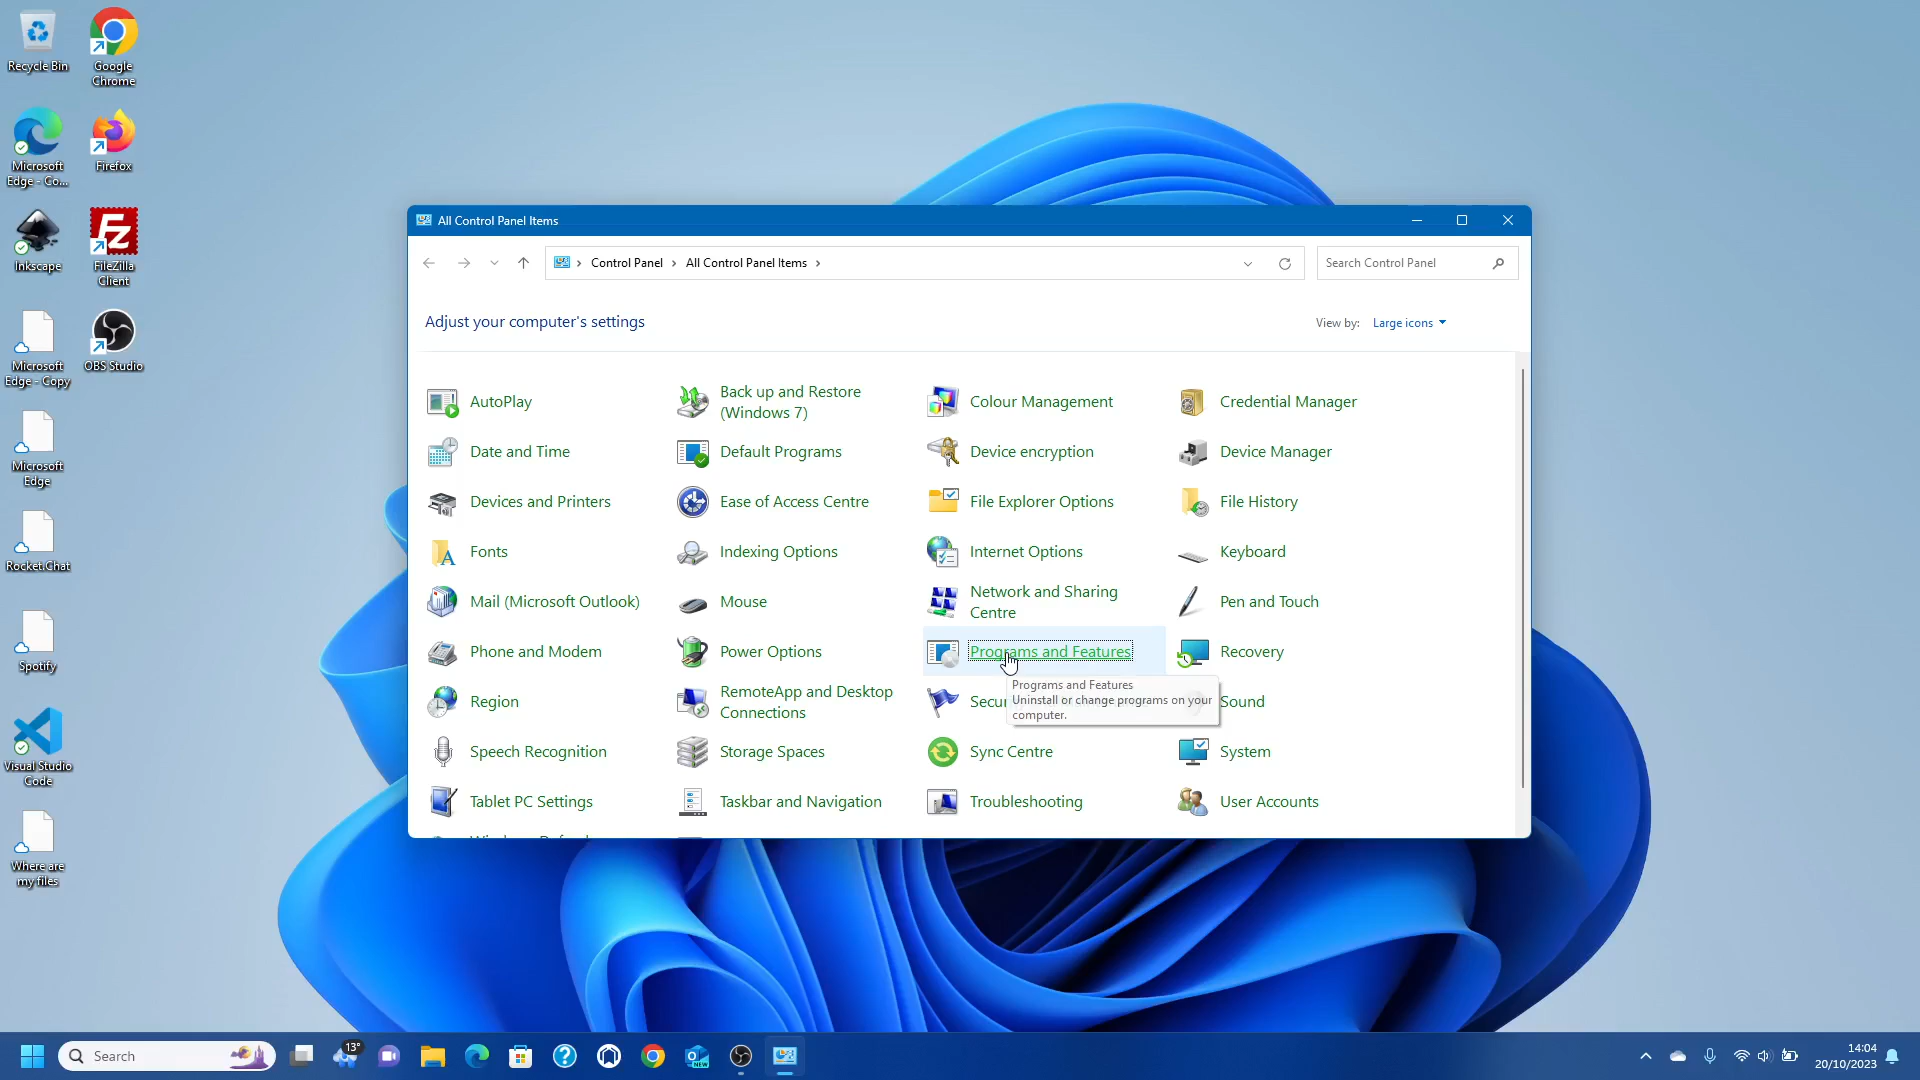 Recycle Bin
Google
Chrome
Microsoft
Edge - Co...
Firefox
Inkscape
FileZilla
Client
Microsoft
Edge - Copy
OBS Studio
Microsoft
Edge
Rocket.Chat
Spotify
Visual Studio
Code
Where are
my files
All Control Panel Items
Control Panel > All Control Panel Items >
Search Control Panel
Adjust your computer's settings
View by: Large icons
AutoPlay
Back up and Restore
(Windows 7)
Colour Management
Credential Manager
Date and Time
Default Programs
Device encryption
Device Manager
Devices and Printers
Ease of Access Centre
File Explorer Options
File History
Fonts
Indexing Options
Internet Options
Keyboard
Mail (Microsoft Outlook)
Mouse
Network and Sharing
Centre
Pen and Touch
Phone and Modem
Power Options
Programs and Features
Recovery
Programs and Features
Uninstall or change programs on your
computer.
Region
RemoteApp and Desktop
Connections
Sound
Speech Recognition
Storage Spaces
Sync Centre
System
Tablet PC Settings
Taskbar and Navigation
Troubleshooting
User Accounts
Search
13°
NEW
14:04
20/10/2023